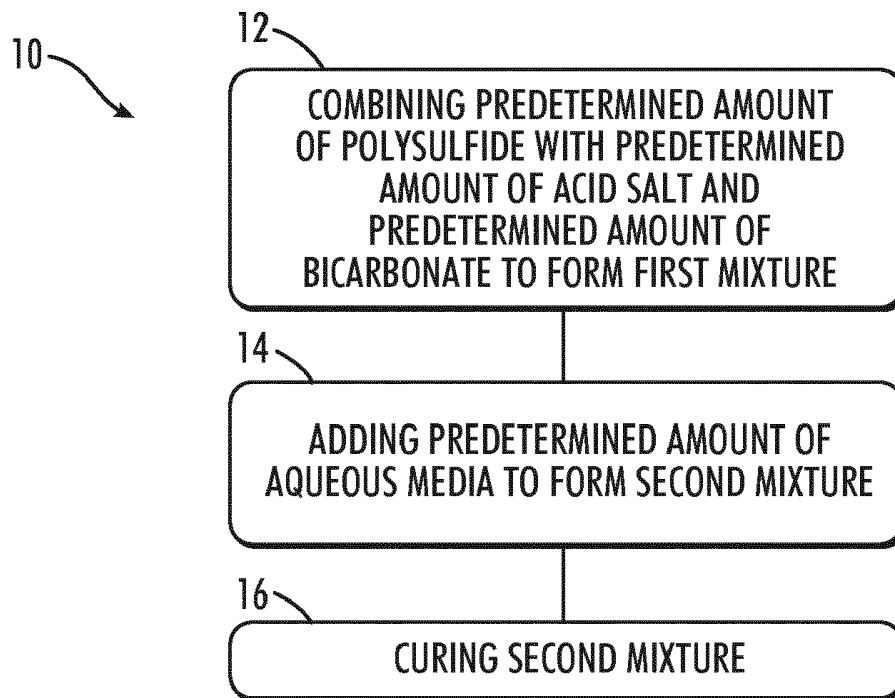 10
12
COMBINING PREDETERMINED AMOUNT
OF POLYSULFIDE WITH PREDETERMINED
AMOUNT OF ACID SALT AND
PREDETERMINED AMOUNT OF
BICARBONATE TO FORM FIRST MIXTURE
14
ADDING PREDETERMINED AMOUNT OF
AQUEOUS MEDIA TO FORM SECOND MIXTURE
16
CURING SECOND MIXTURE